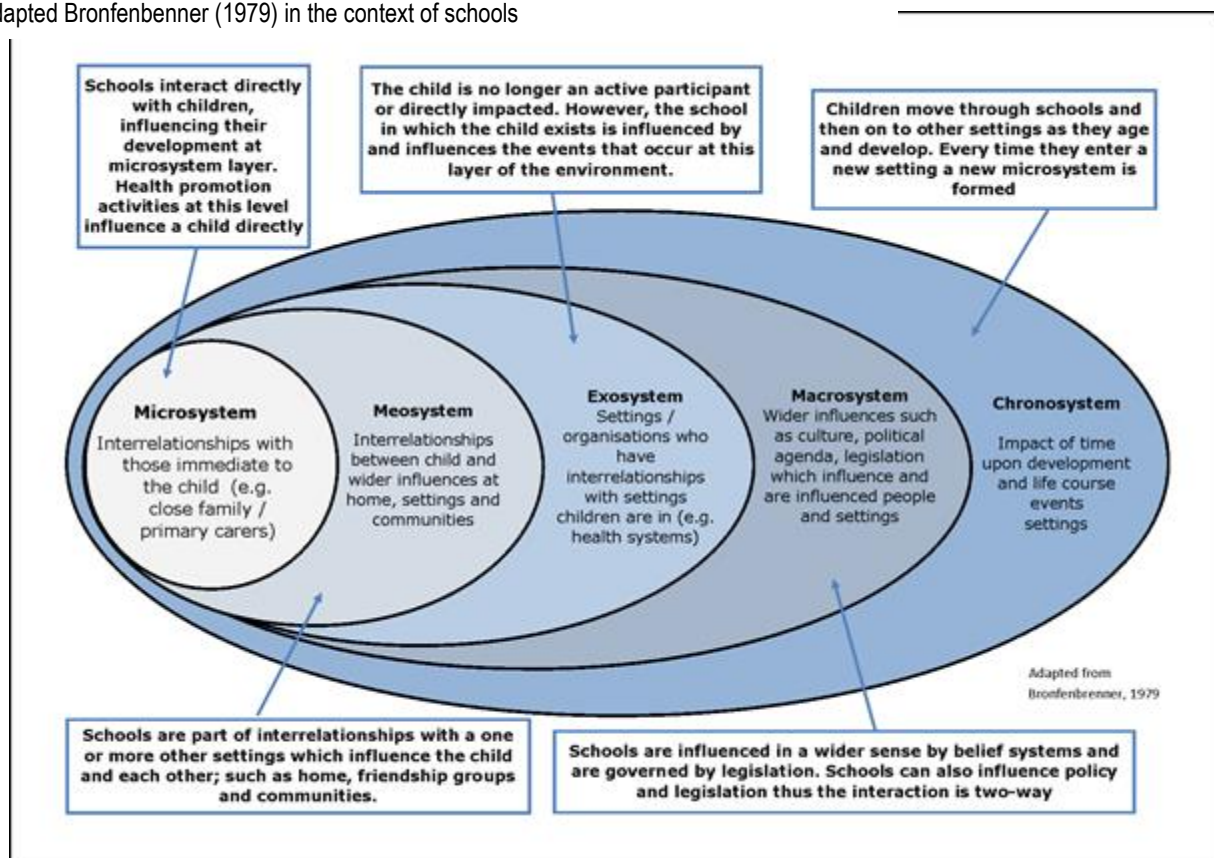 dapted Bronfenbenner (1979) in the context of schools
Schools interact directly
with children,
influencing their
development at
microsystem layer.
Health promotion
activities at this level
influence a child directly
The child is no longer an active participant
or directly impacted. However, the school
in which the child exists is influenced by
and influences the events that occur at this
layer of the environment.
Children move through schools and
then on to other settings as they age
and develop. Every time they enter a
new setting a new microsystem is
formed
Microsystem
Interrelationships with
those immediate to
the child (e.g.
close family /
primary carers)
Meosystem
Interrelationships
between child and
wider influences at
home, settings and
communities
Exosystem
Settings /
organisations who
have
interrelationships
with settings
children are in (e.g.
health systems)
Macrosystem
Wider influences such
as culture, political
agenda, legislation
which influence and
are influenced people
and settings
Chronosystem
Impact of time
upon development
and life course
events
settings
Adapted from
Bronfenbrenner, 1979
Schools are part of interrelationships with a one
or more other settings which influence the child
and each other; such as home, friendship groups
and communities.
Schools are influenced in a wider sense by belief systems and
are governed by legislation. Schools can also influence policy
and legislation thus the interaction is two-way